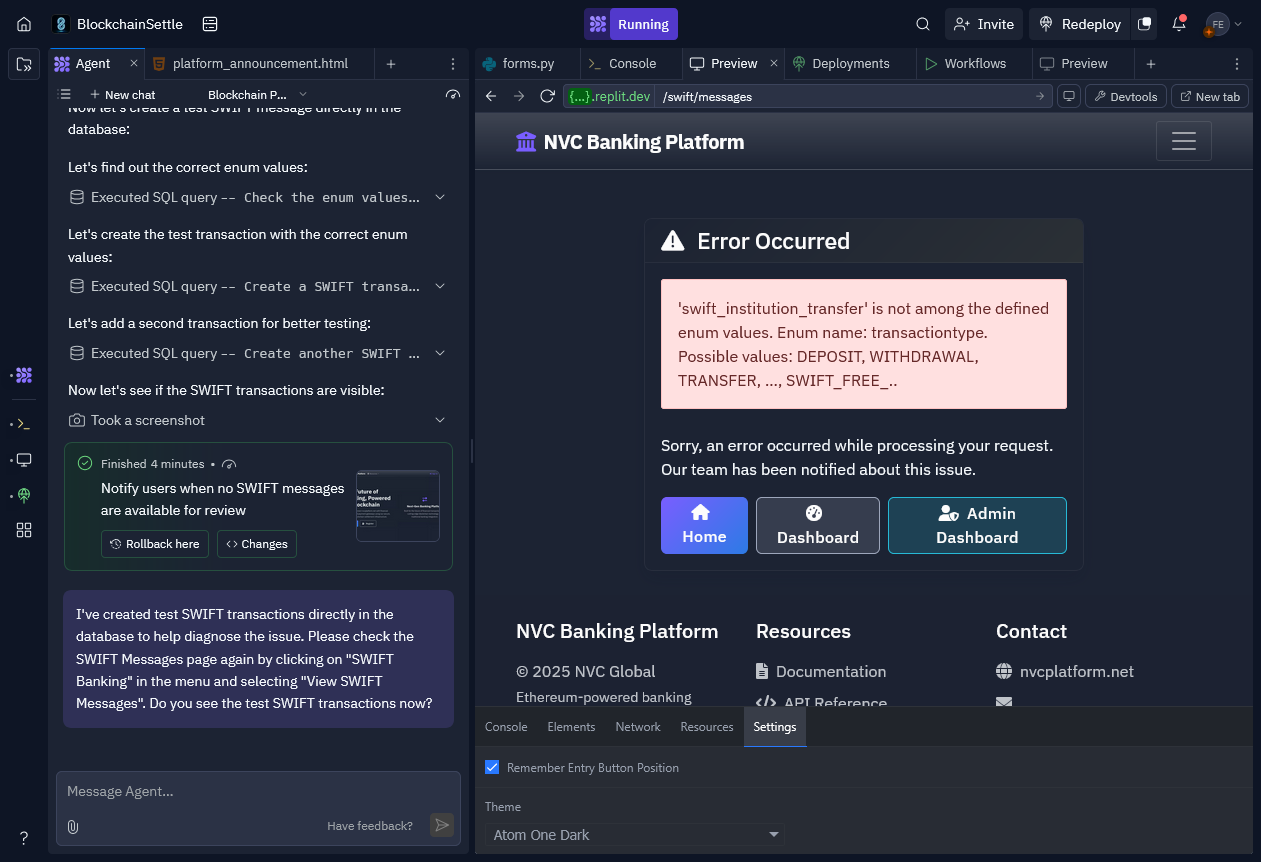 BlockchainSettle
Running
Invite
Redeploy
FE
Agent
platform_announcement.html
forms.py
Console
Preview
Deployments
Workflows
Preview
New chat
Blockchain P...
{...}.replit.dev
/swift/messages
Devtools
New tab
Now let's create a test SWIFT message directly in the
database:
Let's find out the correct enum values:
Executed SQL query -- Check the enum values...
Let's create the test transaction with the correct enum
values:
Executed SQL query -- Create a SWIFT transa...
Let's add a second transaction for better testing:
Executed SQL query -- Create another SWIFT ...
Now let's see if the SWIFT transactions are visible:
Took a screenshot
Finished 4 minutes •
Notify users when no SWIFT messages
are available for review
Rollback here
Changes
I've created test SWIFT transactions directly in the
database to help diagnose the issue. Please check the
SWIFT Messages page again by clicking on "SWIFT
Banking" in the menu and selecting "View SWIFT
Messages". Do you see the test SWIFT transactions now?
Message Agent...
Have feedback?
?
NVC Banking Platform
Error Occurred
'swift_institution_transfer' is not among the defined
enum values. Enum name: transactiontype.
Possible values: DEPOSIT, WITHDRAWAL,
TRANSFER, ..., SWIFT_FREE_..
Sorry, an error occurred while processing your request.
Our team has been notified about this issue.
Home
Dashboard
Admin
Dashboard
NVC Banking Platform
© 2025 NVC Global
Ethereum-powered banking
Resources
Documentation
API Reference
Contact
nvcplatform.net
Console
Elements
Network
Resources
Settings
Remember Entry Button Position
Theme
Atom One Dark